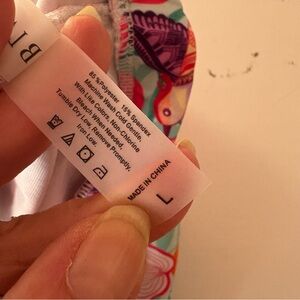 BI
85 %Polyester 15% Spandex
Machine Wash Cold Gentle.
With Like Colors. Non-Chlorine
Bleach When Needed.
Tumble Dry Low. Remove Promptly.
Iron Low.
MADE IN CHINA
L